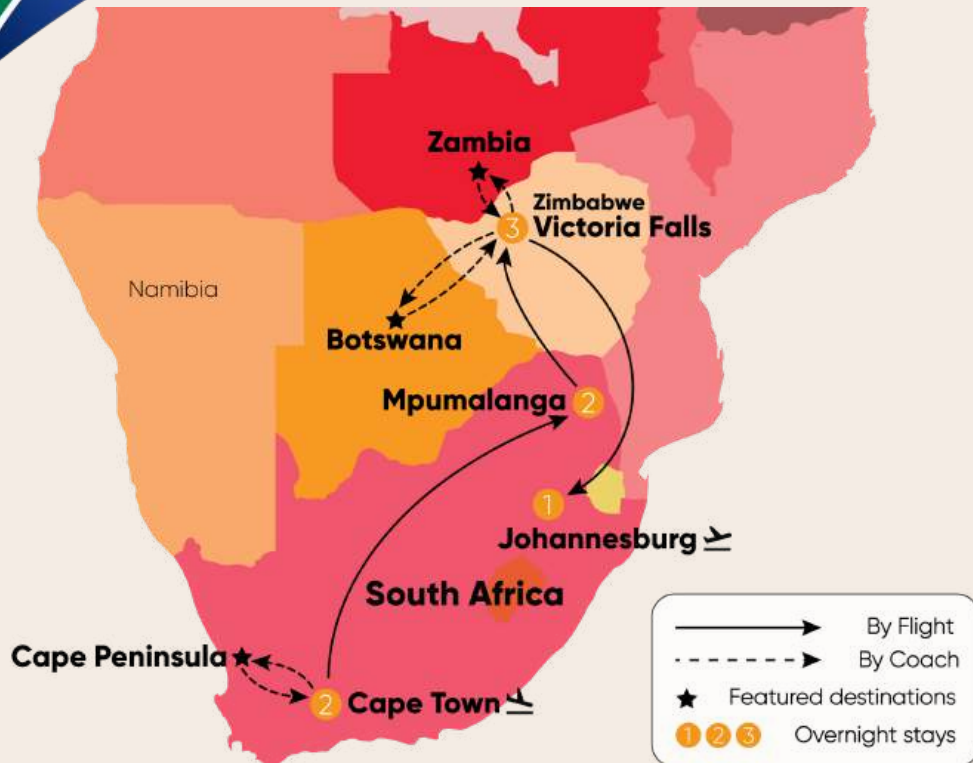 Zambia
Zimbabwe
3 Victoria Falls
Namibia
Botswana
Mpumalanga 2
1
Johannesburg
South Africa
Cape Peninsula
2 Cape Town
By Flight
By Coach
Featured destinations
1 2 3 Overnight stays